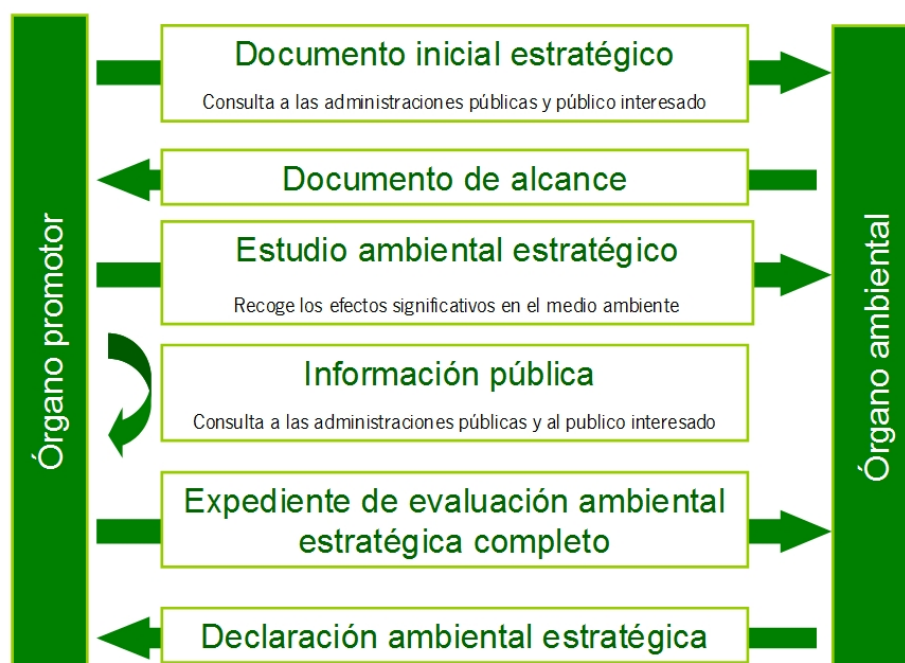 Órgano promotor
Documento inicial estratégico
Consulta a las administraciones públicas y público interesado
Documento de alcance
Estudio ambiental estratégico
Recoge los efectos significativos en el medio ambiente
Información pública
Consulta a las administraciones públicas y al publico interesado
Expediente de evaluación ambiental
estratégica completo
Declaración ambiental estratégica
Órgano ambiental